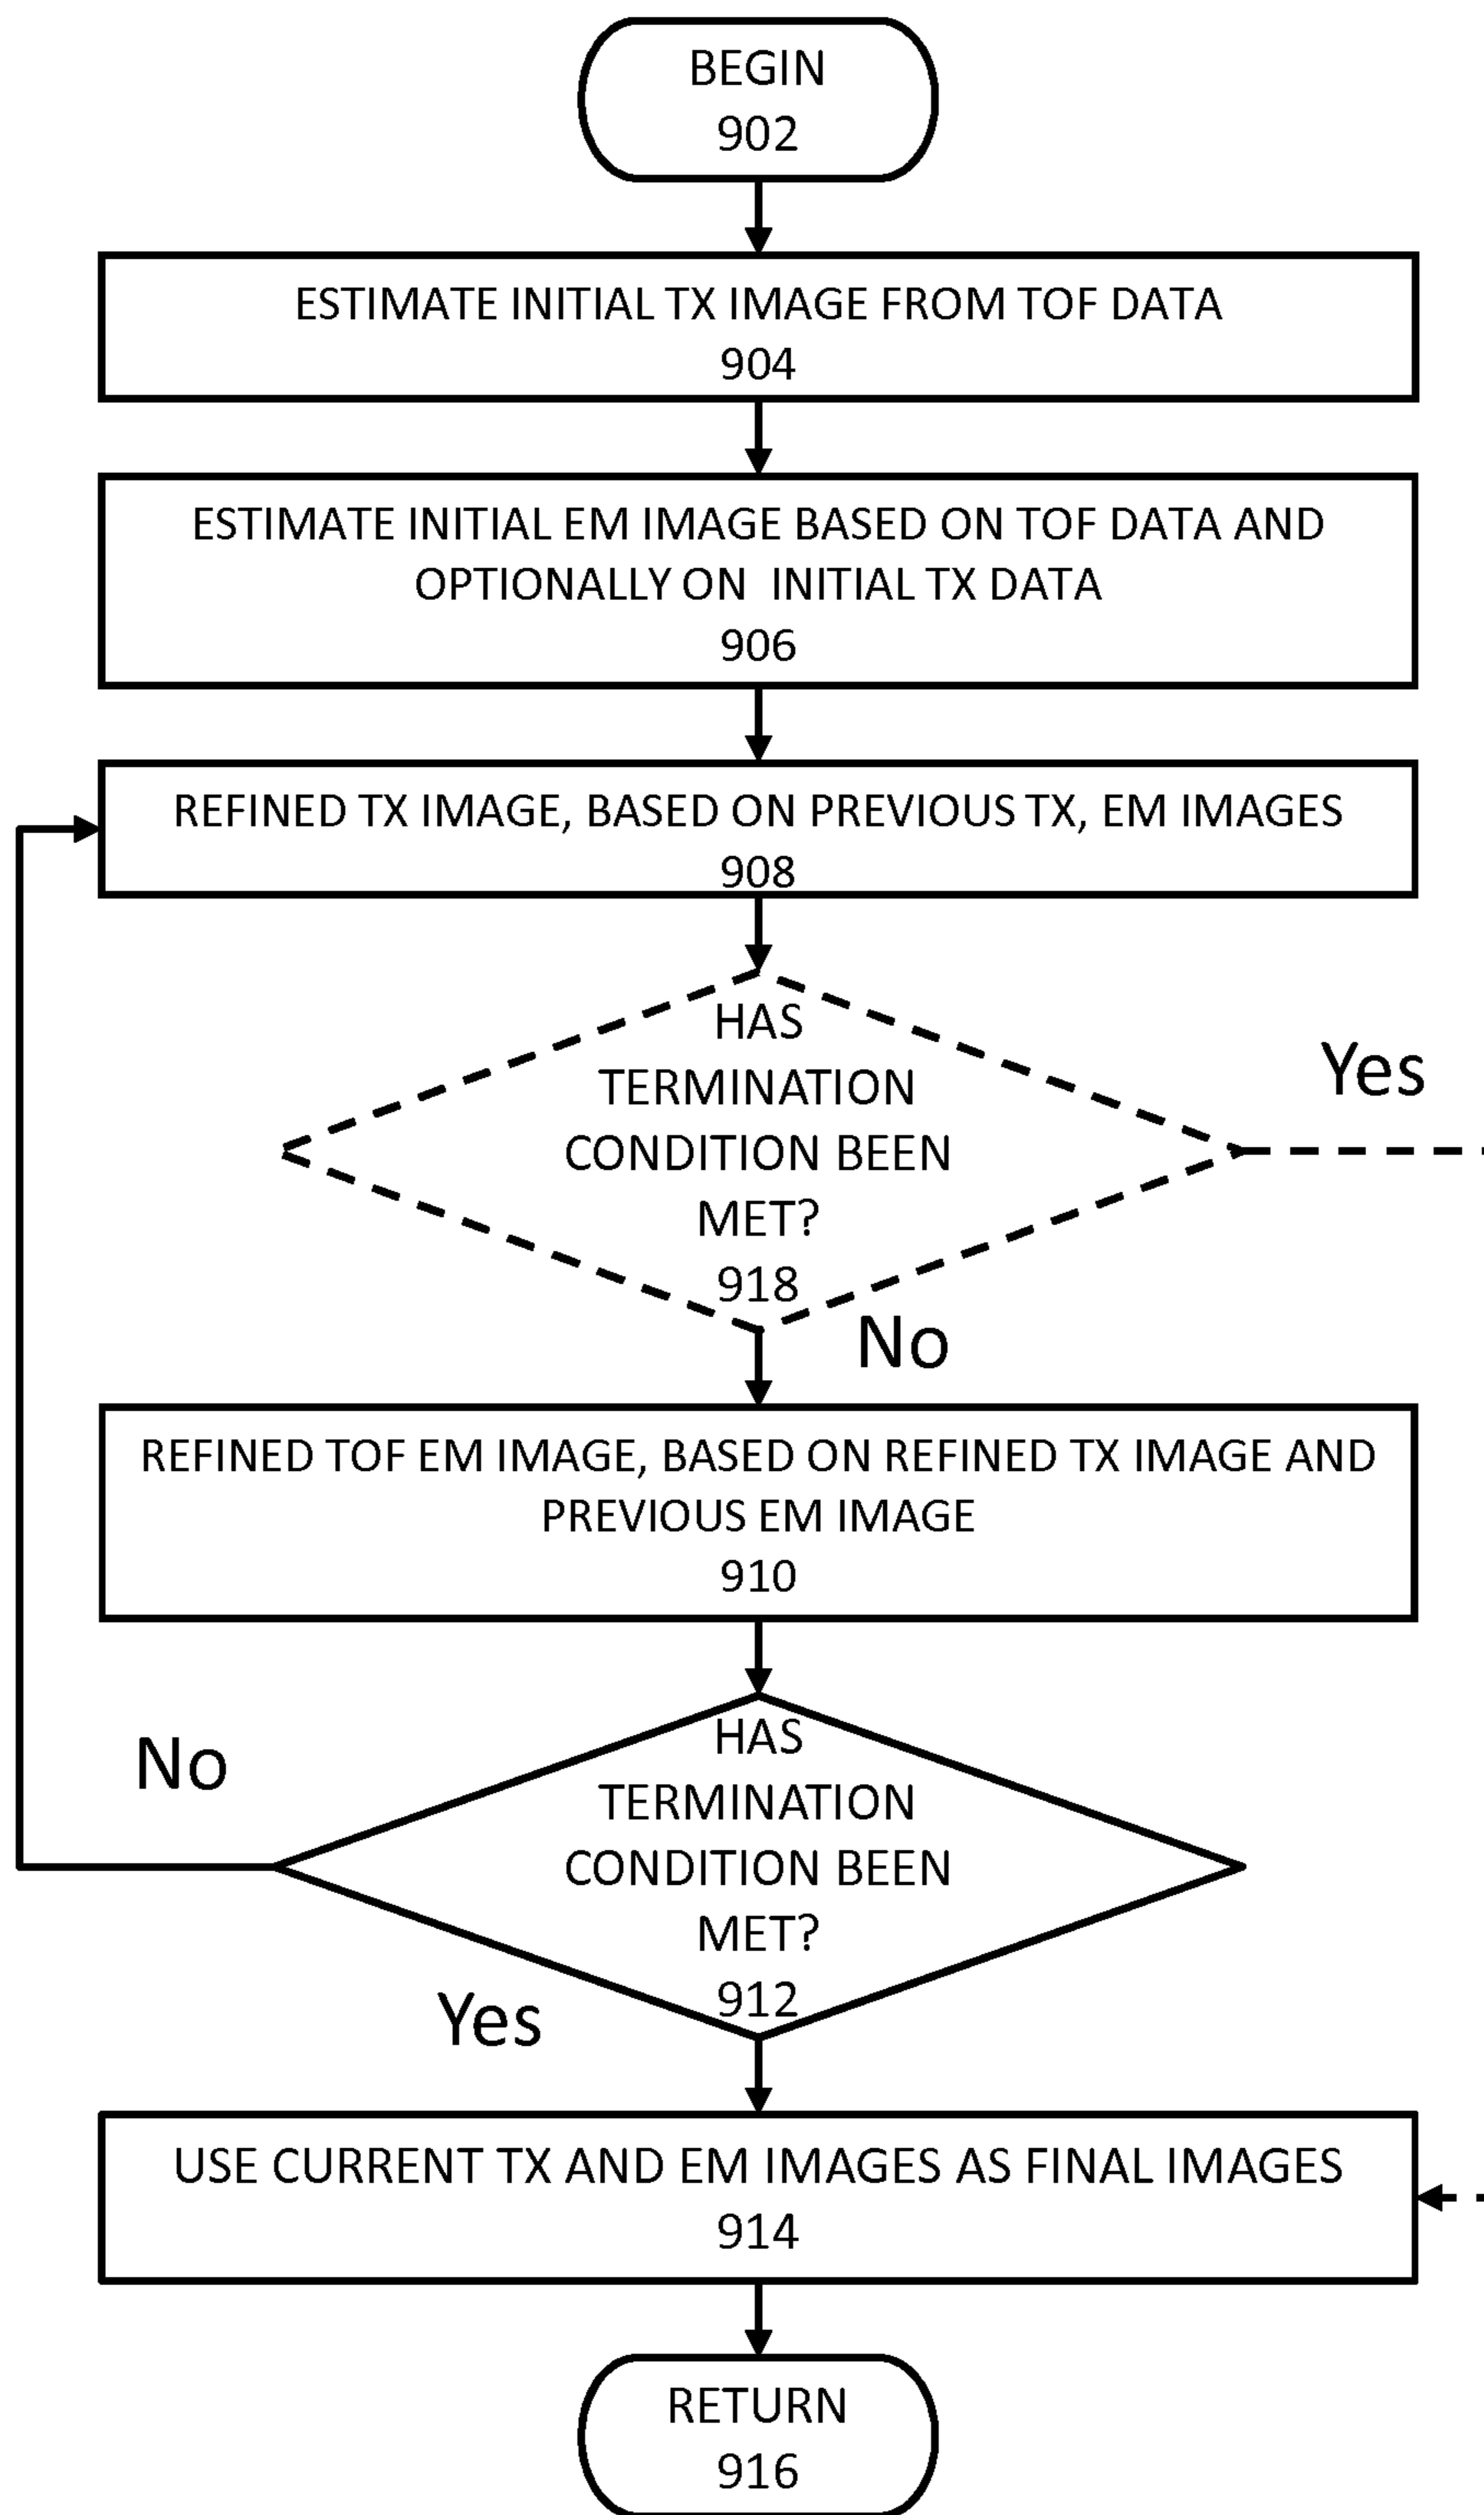 BEGIN
902
ESTIMATE INITIAL TX IMAGE FROM TOF DATA
904
ESTIMATE INITIAL EM IMAGE BASED ON TOF DATA AND
OPTIONALLY ON INITIAL TX DATA
906
REFINED TX IMAGE, BASED ON PREVIOUS TX, EM IMAGES
908
HAS
TERMINATION
CONDITION BEEN
MET?
918
Yes
No
REFINED TOF EM IMAGE, BASED ON REFINED TX IMAGE AND
PREVIOUS EM IMAGE
910
HAS
TERMINATION
CONDITION BEEN
MET?
912
No
Yes
USE CURRENT TX AND EM IMAGES AS FINAL IMAGES
914
RETURN
916